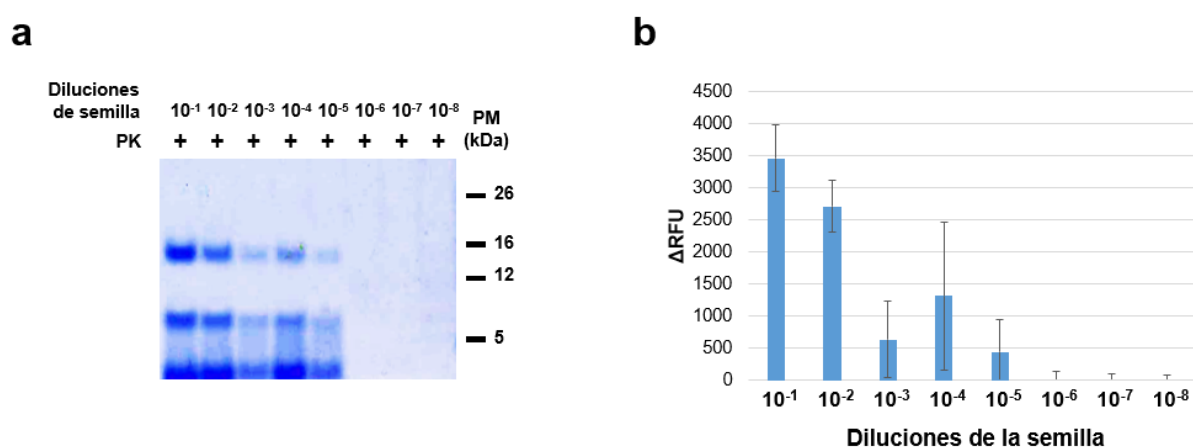 a
Diluciones
de semilla
10⁻¹ 10⁻² 10⁻³ 10⁻⁴ 10⁻⁵ 10⁻⁶ 10⁻⁷ 10⁻⁸
PM
(kDa)
PK
+ + + + + + + +
26
16
12
5
b
4500
4000
3500
3000
2500
2000
1500
1000
500
0
ΔRFU
10⁻¹ 10⁻² 10⁻³ 10⁻⁴ 10⁻⁵ 10⁻⁶ 10⁻⁷ 10⁻⁸
Diluciones de la semilla